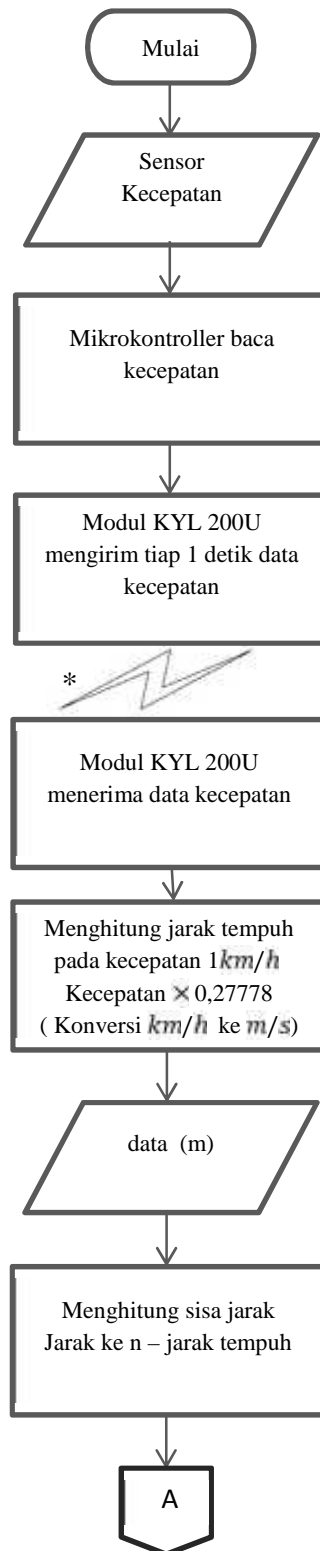 Mulai
Sensor
Kecepatan
Mikrokontroller baca
kecepatan
Modul KYL 200U
mengirim tiap 1 detik data
kecepatan
*
Modul KYL 200U
menerima data kecepatan
Menghitung jarak tempuh
pada kecepatan 1km/h
Kecepatan × 0,27778
( Konversi km/h ke m/s)
data (m)
Menghitung sisa jarak
Jarak ke n – jarak tempuh
A